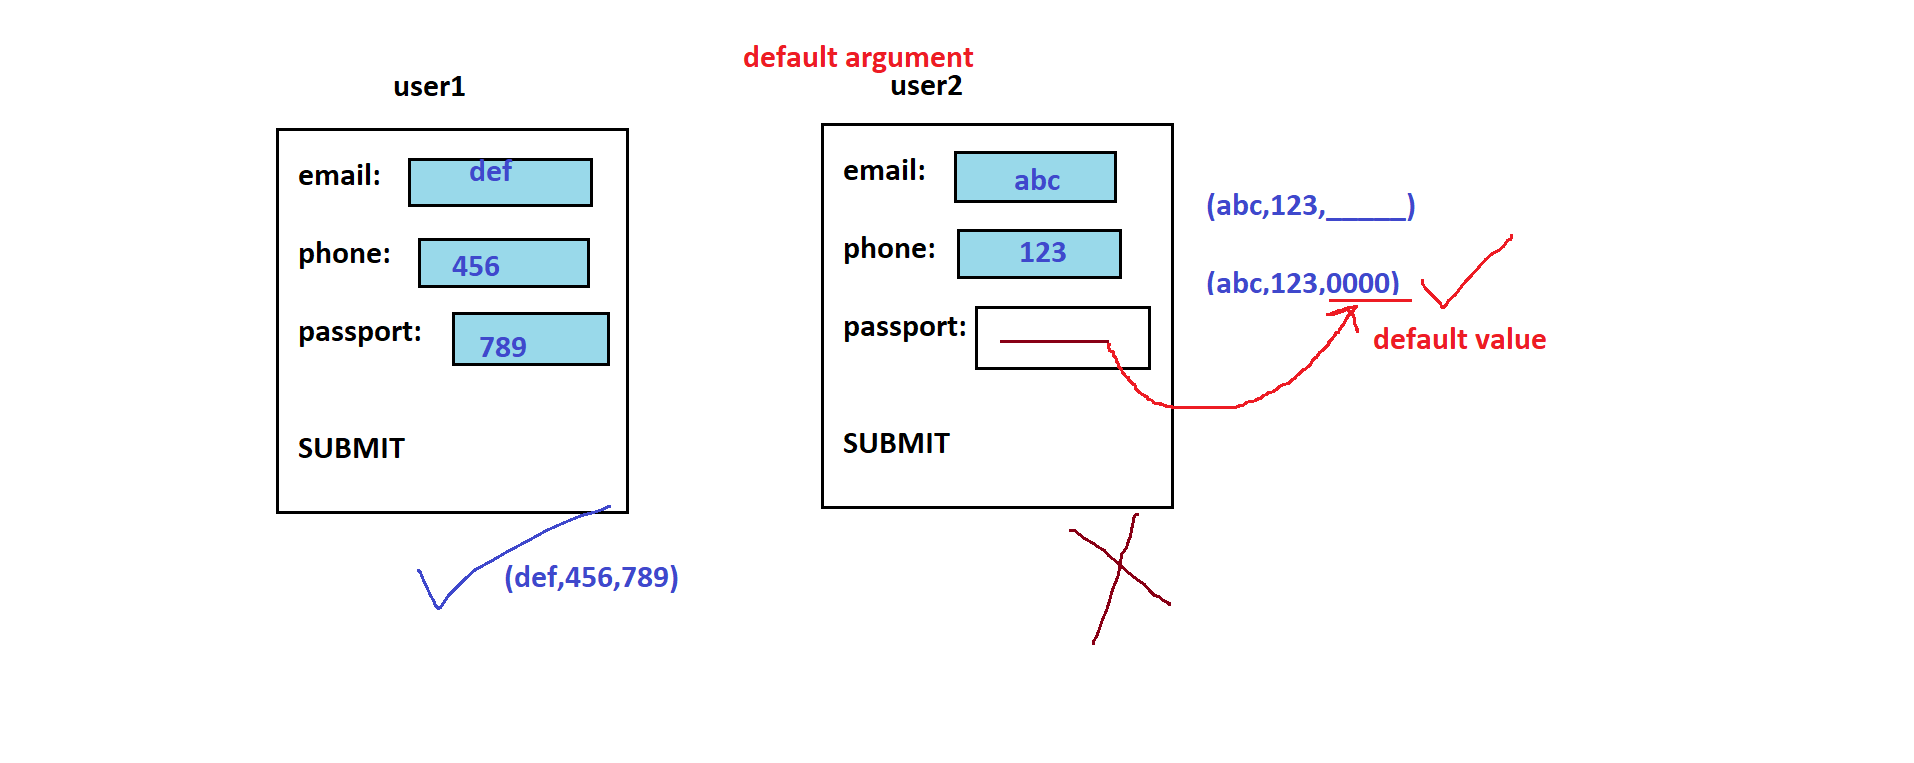 default argument
user1
user2
email: def
phone: 456
passport: 789
SUBMIT
(def,456,789)
email: abc
phone: 123
passport:
SUBMIT
(abc,123,_____)
(abc,123,0000)
default value